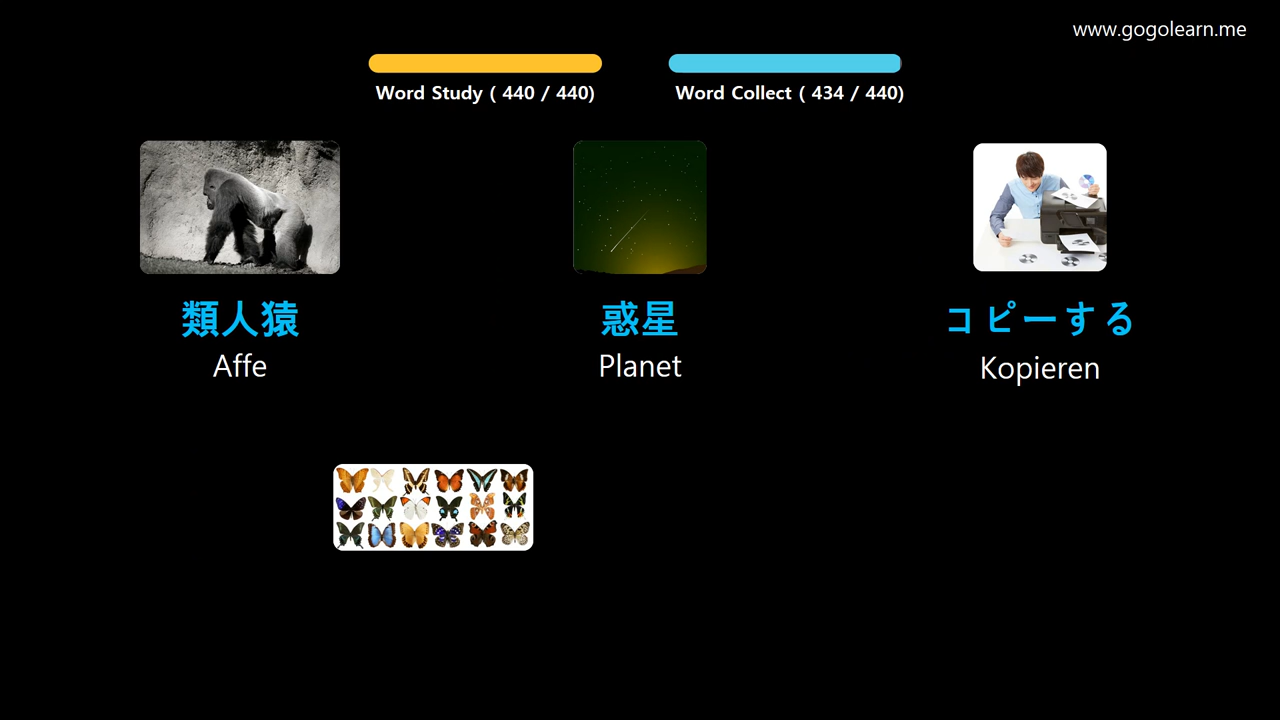 www.gogolearn.me
Word Study ( 440 / 440)
Word Collect ( 434 / 440)
類人猿
Affe
惑星
Planet
コピーする
Kopieren